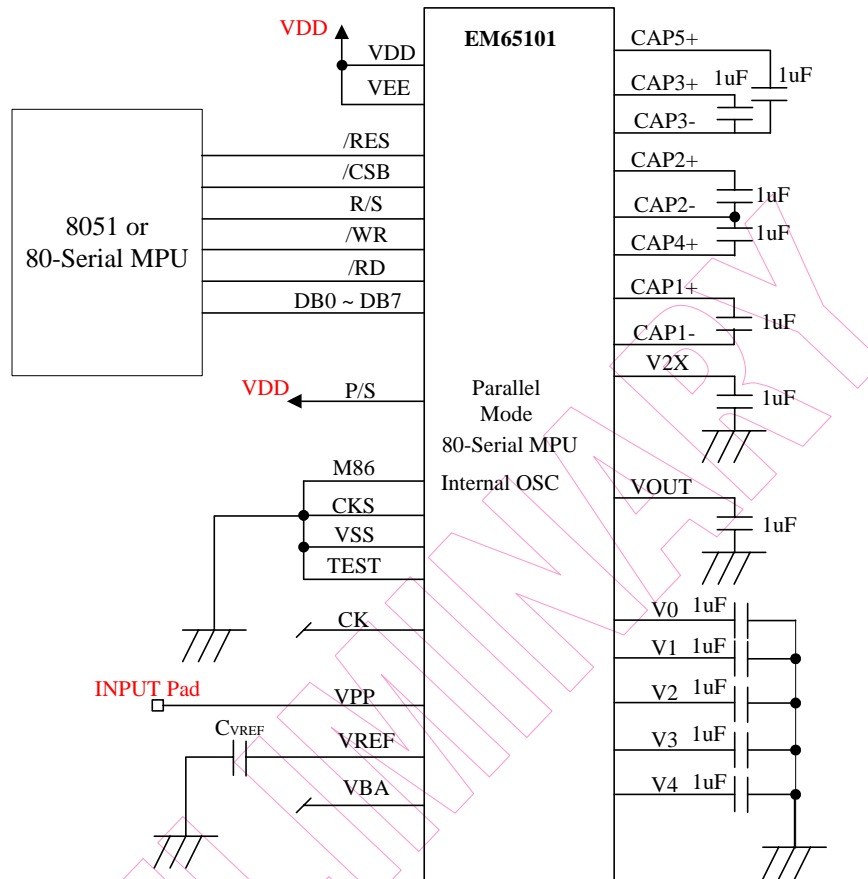 VDD
VDD
VEE
EM65101
CAP5+
1uF
1uF
CAP3+
CAP3-
8051 or
80-Serial MPU
/RES
/CSB
R/S
/WR
/RD
DB0 ~ DB7
CAP2+
1uF
CAP2-
1uF
CAP4+
CAP1+
1uF
CAP1-
V2X
1uF
VDD
P/S
Parallel
Mode
80-Serial MPU
Internal OSC
M86
CKS
VSS
TEST
VOUT
1uF
CK
INPUT Pad
VPP
CVREF
VREF
VBA
V0 1uF
V1 1uF
V2 1uF
V3 1uF
V4 1uF